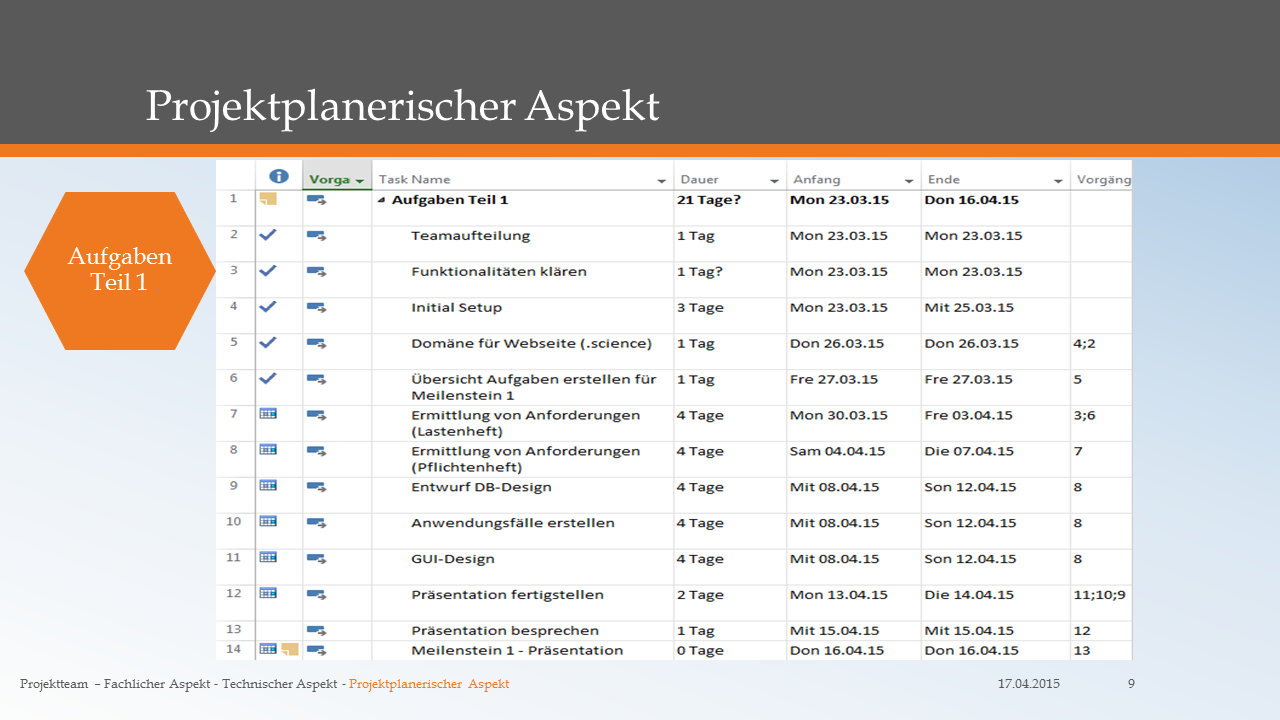 Projektplanerischer Aspekt
Aufgaben
Teil 1
Vorga Task Name Dauer Anfang Ende Vorgäng
1 Aufgaben Teil 1 21 Tage? Mon 23.03.15 Don 16.04.15
2 Teamaufteilung 1 Tag Mon 23.03.15 Mon 23.03.15
3 Funktionalitäten klären 1 Tag? Mon 23.03.15 Mon 23.03.15
4 Initial Setup 3 Tage Mon 23.03.15 Mit 25.03.15
5 Domäne für Webseite (.science) 1 Tag Don 26.03.15 Don 26.03.15 4;2
6 Übersicht Aufgaben erstellen für 1 Tag Fre 27.03.15 Fre 27.03.15 5
Meilenstein 1
7 Ermittlung von Anforderungen 4 Tage Mon 30.03.15 Fre 03.04.15 3;6
(Lastenheft)
8 Ermittlung von Anforderungen 4 Tage Sam 04.04.15 Die 07.04.15 7
(Pflichtenheft)
9 Entwurf DB-Design 4 Tage Mit 08.04.15 Son 12.04.15 8
10 Anwendungsfälle erstellen 4 Tage Mit 08.04.15 Son 12.04.15 8
11 GUI-Design 4 Tage Mit 08.04.15 Son 12.04.15 8
12 Präsentation fertigstellen 2 Tage Mon 13.04.15 Die 14.04.15 11;10;9
13 Präsentation besprechen 1 Tag Mit 15.04.15 Mit 15.04.15 12
14 Meilenstein 1 - Präsentation 0 Tage Don 16.04.15 Don 16.04.15 13
Projektteam – Fachlicher Aspekt - Technischer Aspekt - Projektplanerischer Aspekt 17.04.2015 9